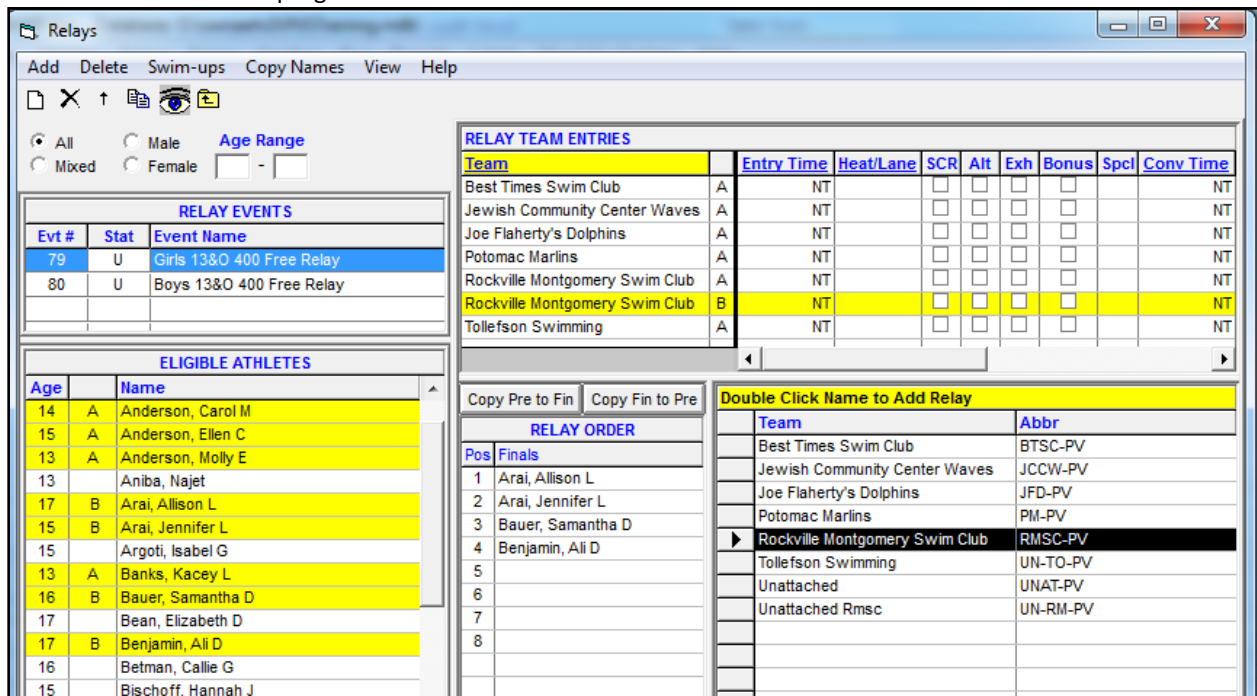 Relays
Add Delete Swim-ups Copy Names View Help
All Male Age Range
Mixed Female -
RELAY EVENTS
Evt # Stat Event Name
79 U Girls 13&O 400 Free Relay
80 U Boys 13&O 400 Free Relay
ELIGIBLE ATHLETES
Age Name
14 A Anderson, Carol M
15 A Anderson, Ellen C
13 A Anderson, Molly E
13 Aniba, Najet
17 B Arai, Allison L
15 B Arai, Jennifer L
15 Argoti, Isabel G
13 A Banks, Kacey L
16 B Bauer, Samantha D
17 Bean, Elizabeth D
17 B Benjamin, Ali D
16 Betman, Callie G
15 Bischoff, Hannah J
RELAY TEAM ENTRIES
Team Entry Time Heat/Lane SCR Alt Exh Bonus Spcl Conv Time
Best Times Swim Club A NT NT
Jewish Community Center Waves A NT NT
Joe Flaherty's Dolphins A NT NT
Potomac Marlins A NT NT
Rockville Montgomery Swim Club A NT NT
Rockville Montgomery Swim Club B NT NT
Tollefson Swimming A NT NT
Copy Pre to Fin Copy Fin to Pre
RELAY ORDER
Pos Finals
1 Arai, Allison L
2 Arai, Jennifer L
3 Bauer, Samantha D
4 Benjamin, Ali D
5
6
7
8
Double Click Name to Add Relay
Team Abbr
Best Times Swim Club BTSC-PV
Jewish Community Center Waves JCCW-PV
Joe Flaherty's Dolphins JFD-PV
Potomac Marlins PM-PV
Rockville Montgomery Swim Club RMSC-PV
Tollefson Swimming UN-TO-PV
Unattached UNAT-PV
Unattached Rmsc UN-RM-PV